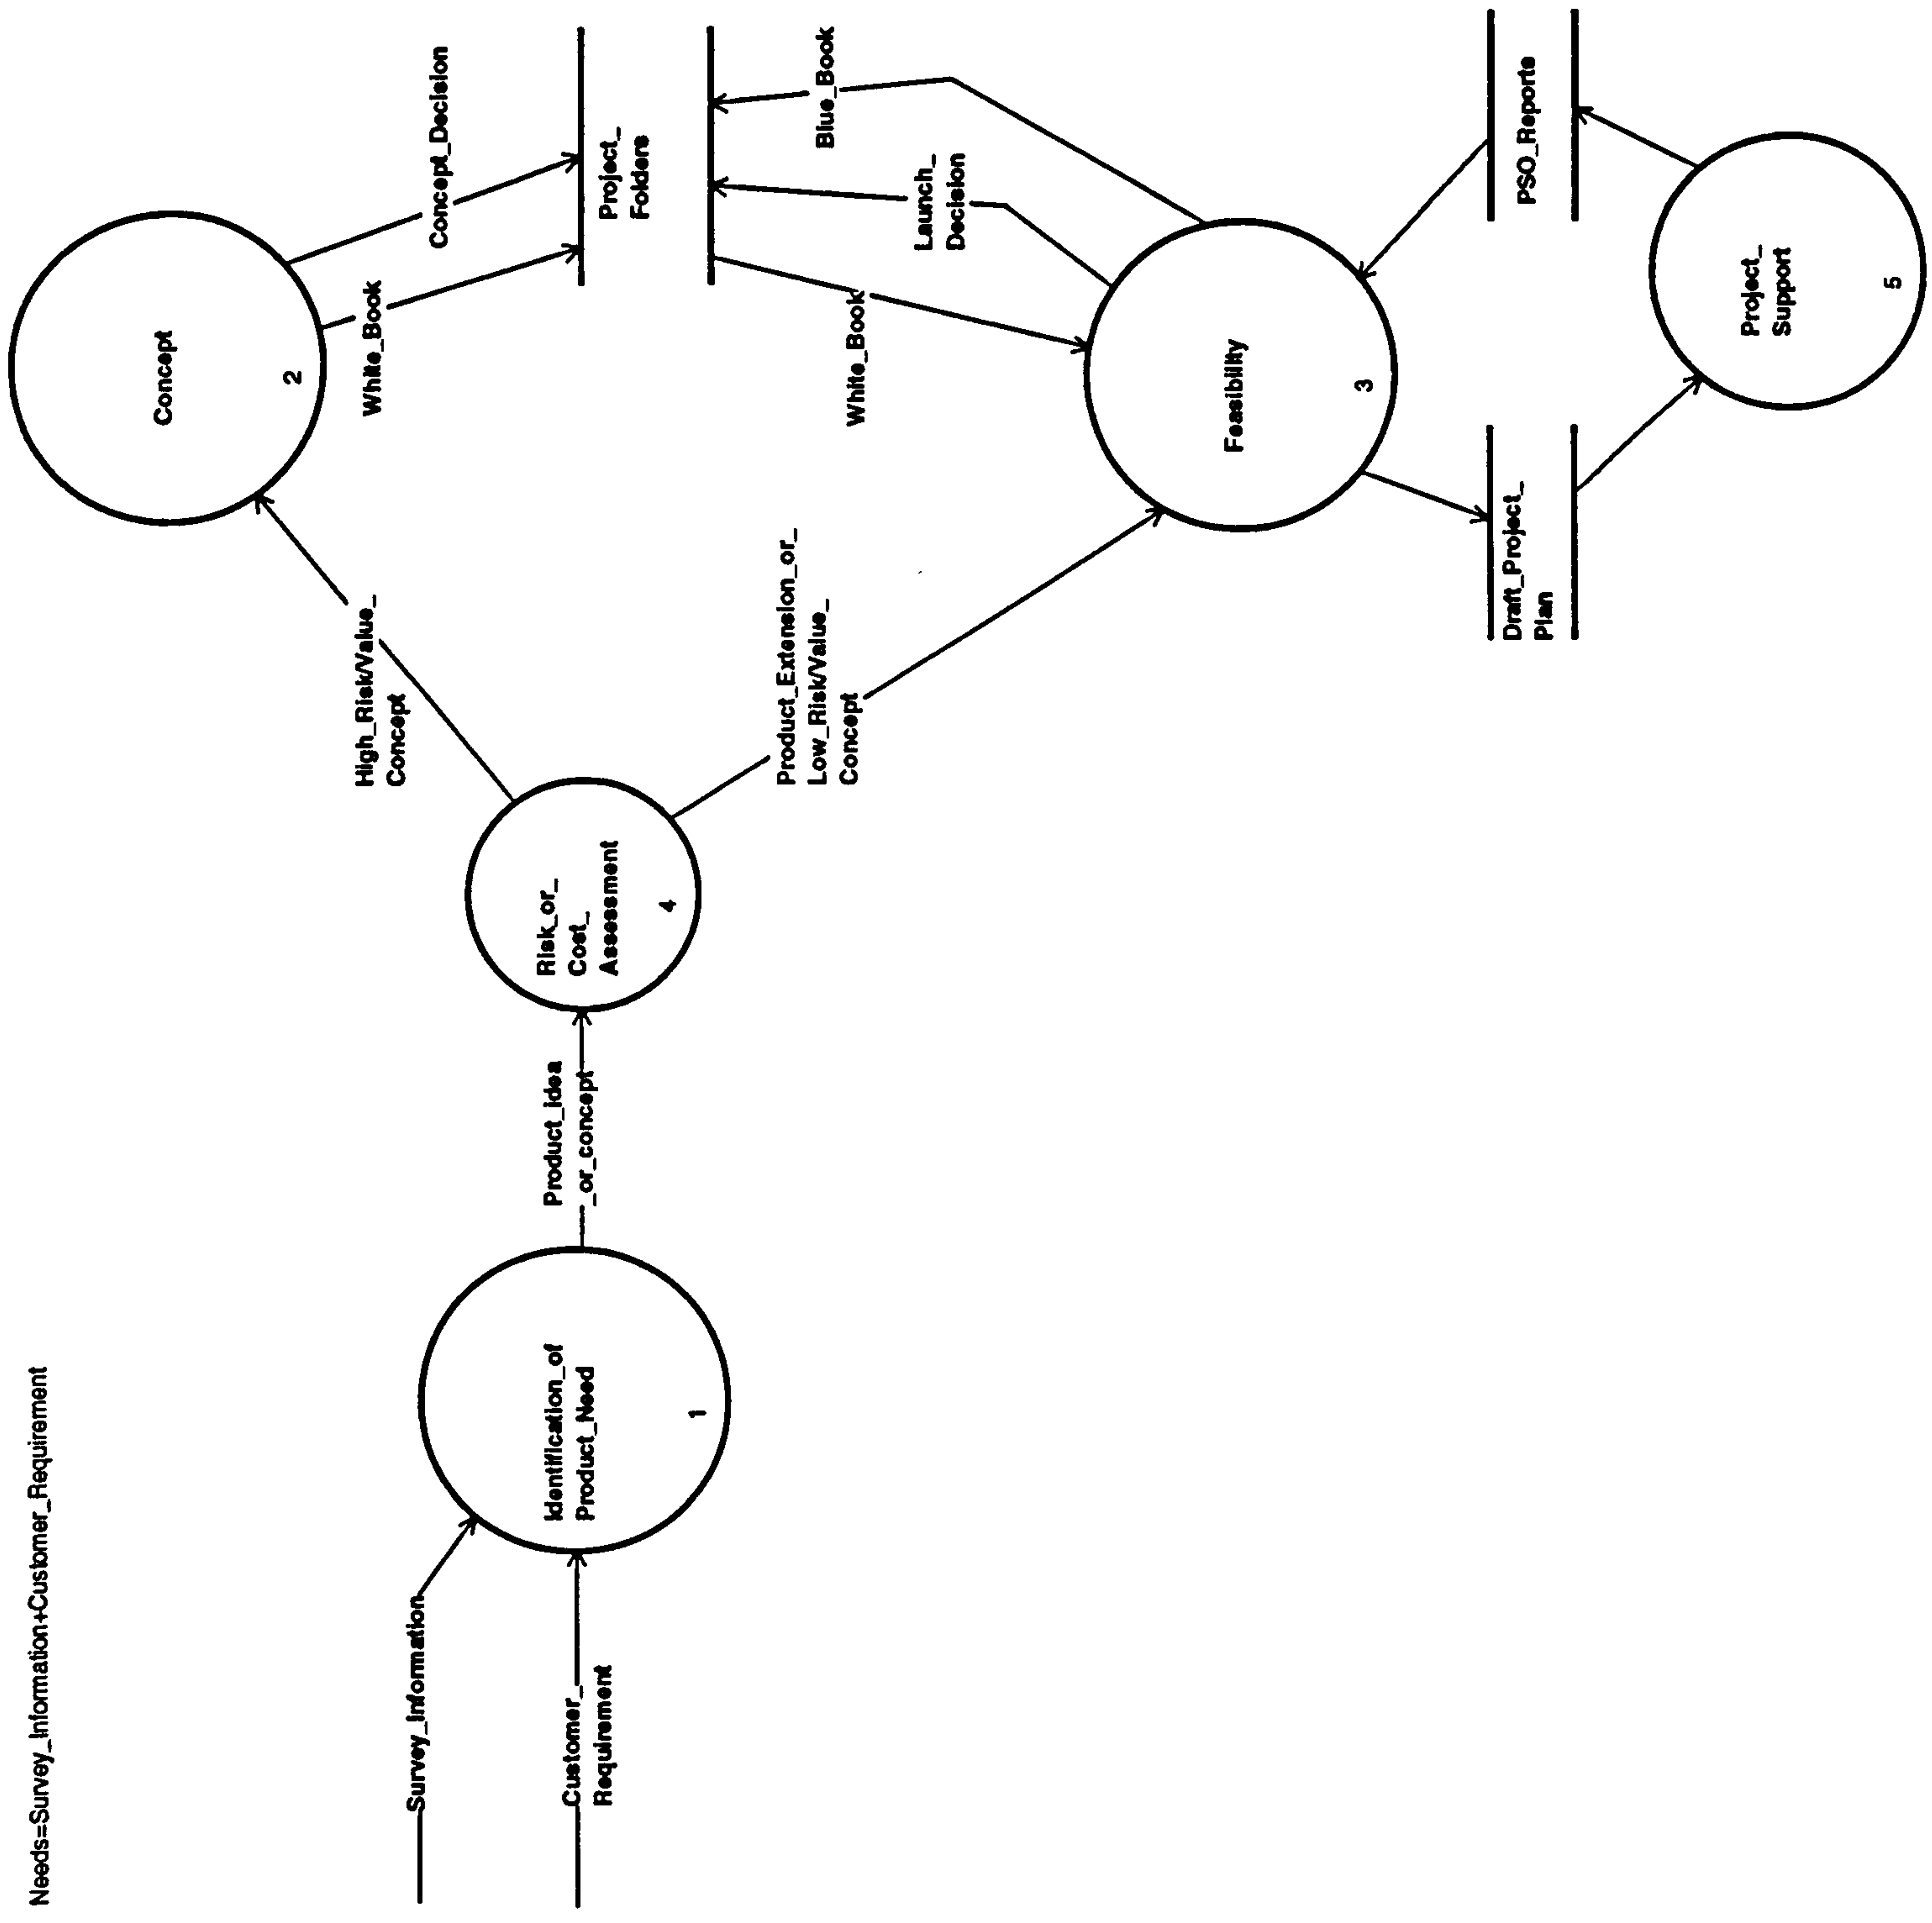 Needs=Survey_Information+Customer_Requirement
Survey_Information
Customer_
Requirement
Identification_of
Product_Need
1
Product_idea
_or_concept
Risk_or_
Cost_
Assessment
4
High_Risk/Value_
Concept
Product_Extension_or_
Low_Risk/Value_
Concept
Concept
2
White_Book
Concept_Decision
Project_
Folders
White_Book
Launch_
Decision
Blue_Book
Feasibility
3
Draft_Project_
Plan
PSO_Reports
Project_
Support
5